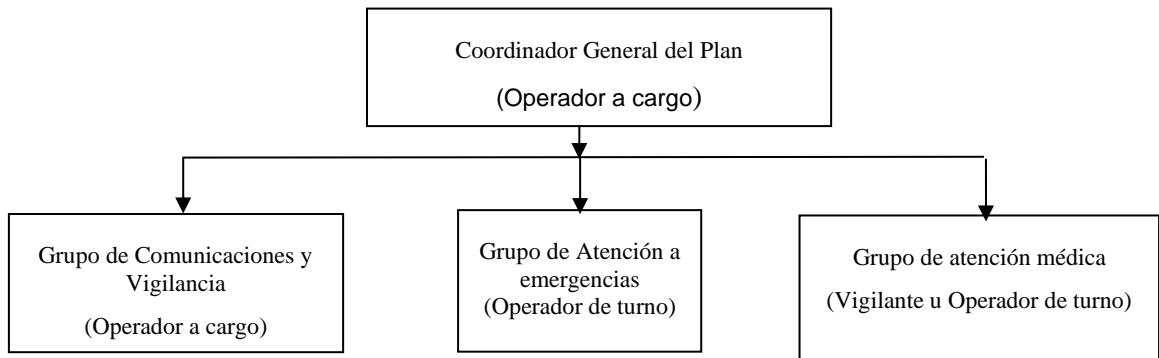 Coordinador General del Plan
(Operador a cargo)
Grupo de Comunicaciones y
Vigilancia
(Operador a cargo)
Grupo de Atención a
emergencias
(Operador de turno)
Grupo de atención médica
(Vigilante u Operador de turno)